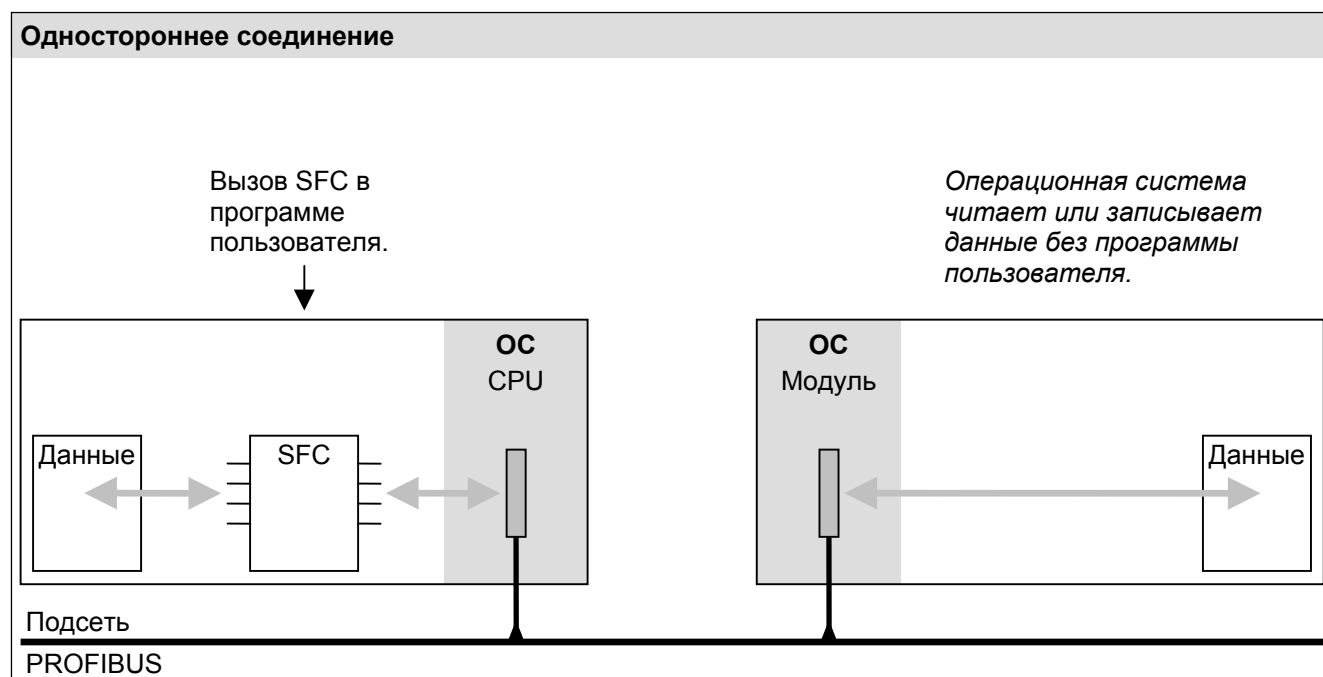 Одностороннее соединение
Вызов SFC в
программе
пользователя.
Операционная система
читает или записывает
данные без программы
пользователя.
ОС
CPU
Данные
SFC
ОС
Модуль
Данные
Подсеть
PROFIBUS